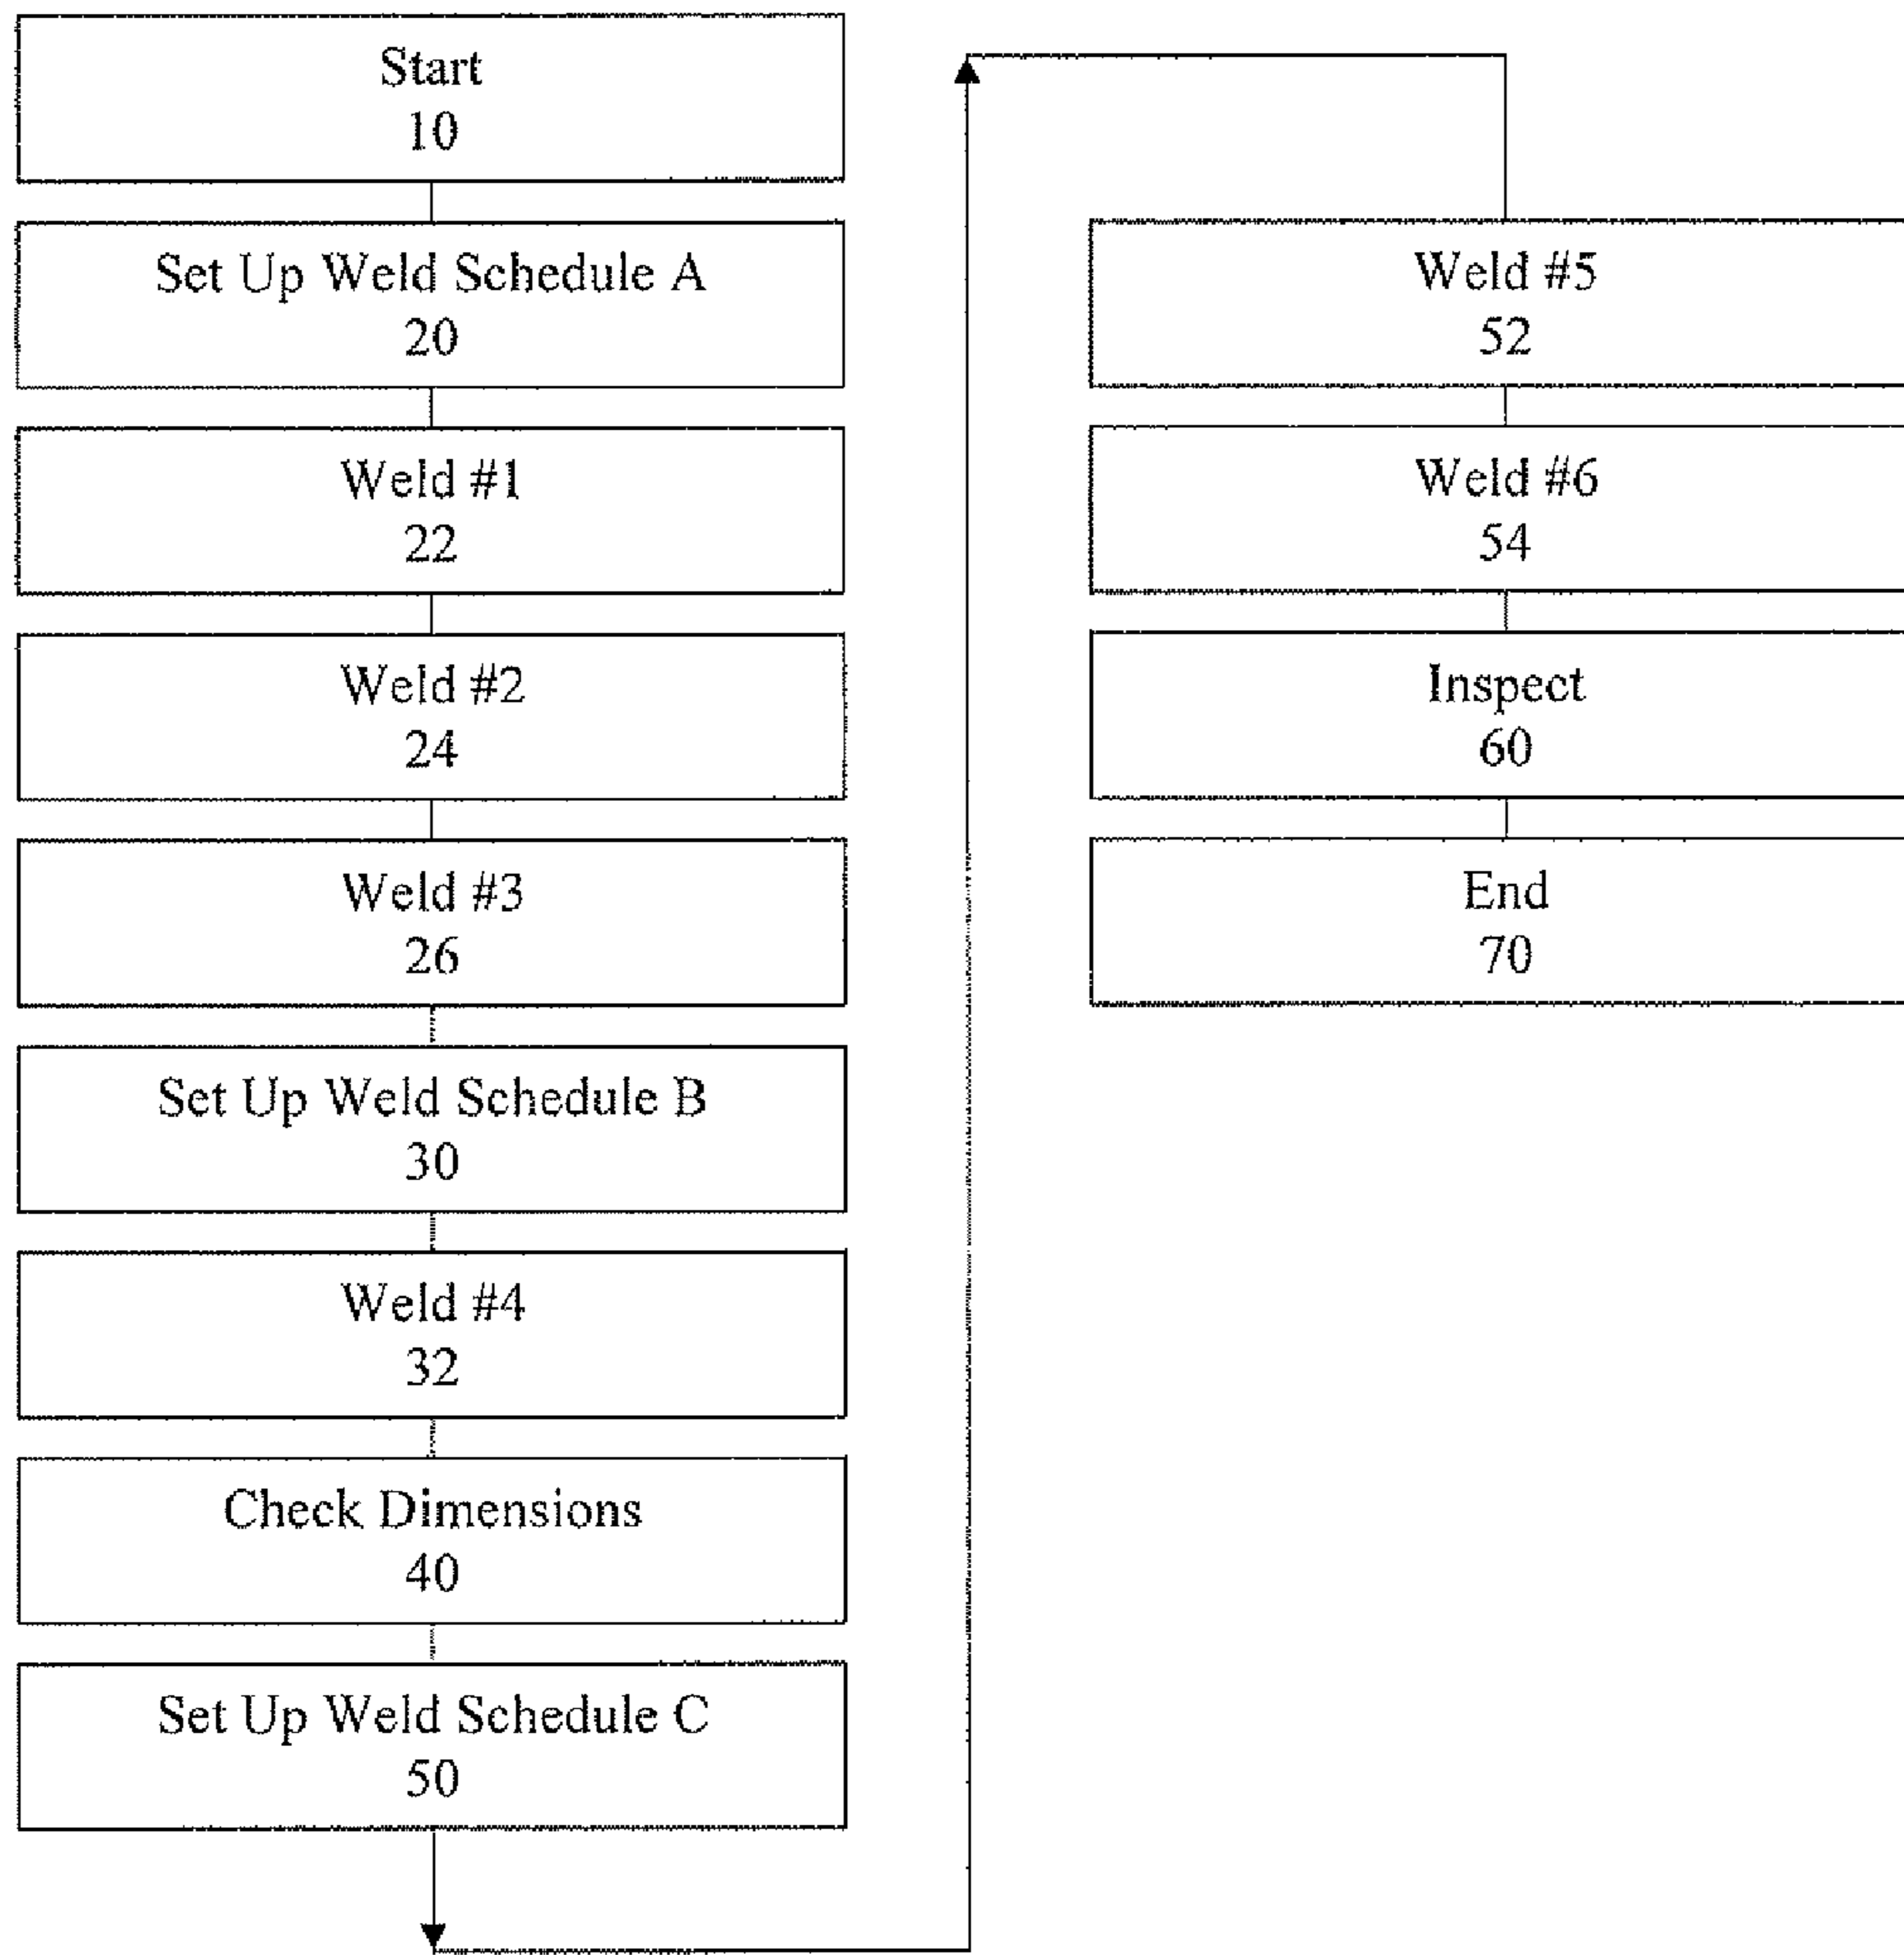 Start
10
Set Up Weld Schedule A
20
Weld #1
22
Weld #2
24
Weld #3
26
Set Up Weld Schedule B
30
Weld #4
32
Check Dimensions
40
Set Up Weld Schedule C
50
Weld #5
52
Weld #6
54
Inspect
60
End
70